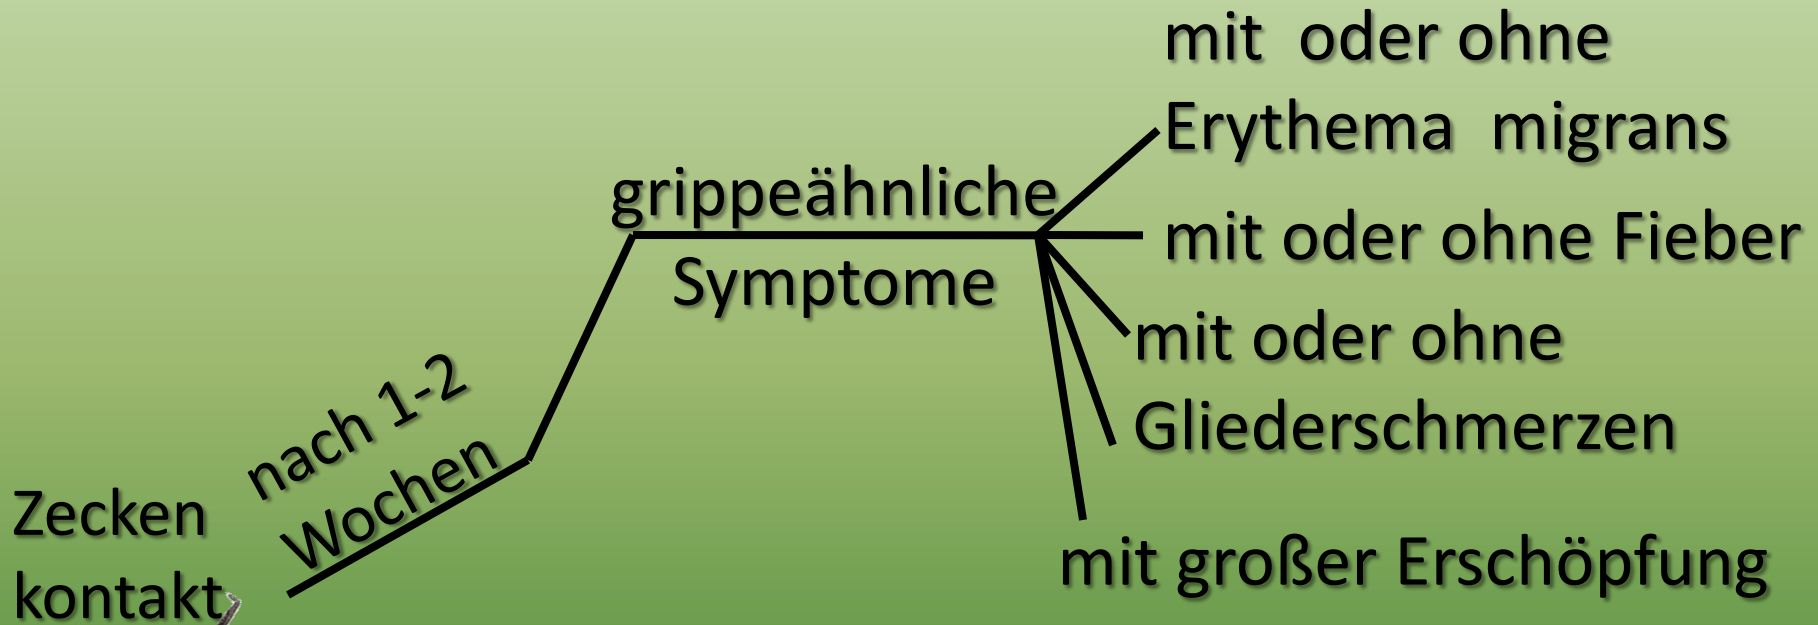 Zecken
kontakt
nach 1-2
Wochen
grippeähnliche
Symptome
mit oder ohne
Erythema migrans
mit oder ohne Fieber
mit oder ohne
Gliederschmerzen
mit großer Erschöpfung